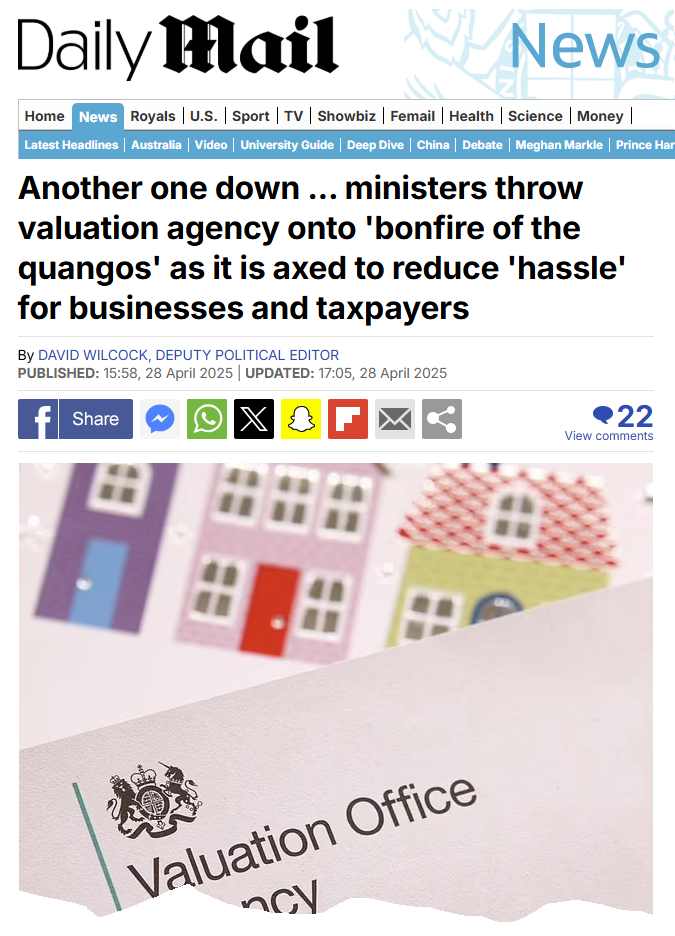 Daily Mail
News
Home News Royals U.S. Sport TV Showbiz Femail Health Science Money
Latest Headlines Australia Video University Guide Deep Dive China Debate Meghan Markle Prince Har
Another one down ... ministers throw
valuation agency onto 'bonfire of the
quangos' as it is axed to reduce 'hassle'
for businesses and taxpayers
By DAVID WILCOCK, DEPUTY POLITICAL EDITOR
PUBLISHED: 15:58, 28 April 2025 | UPDATED: 17:05, 28 April 2025
Share
22
View comments
Valuation Office
ncy